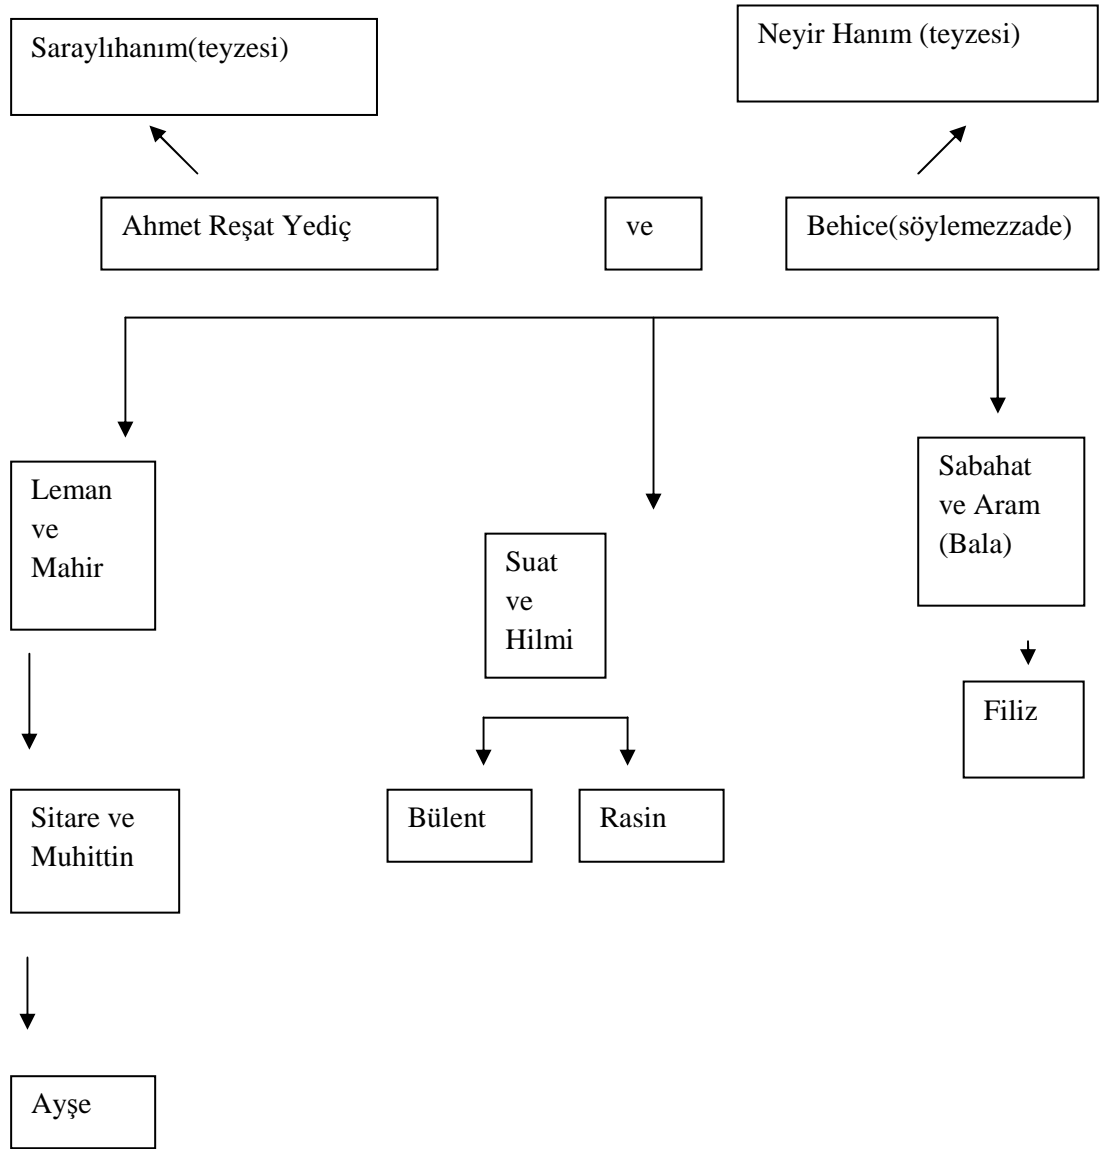 Saraylıhanım(teyzesi)
Neyir Hanım (teyzesi)
Ahmet Reşat Yediç
ve
Behice(söylemezzade)
Leman
ve
Mahir
Suat
ve
Hilmi
Sabahat
ve Aram
(Bala)
Filiz
Bülent
Rasin
Sitare ve
Muhittin
Ayşe